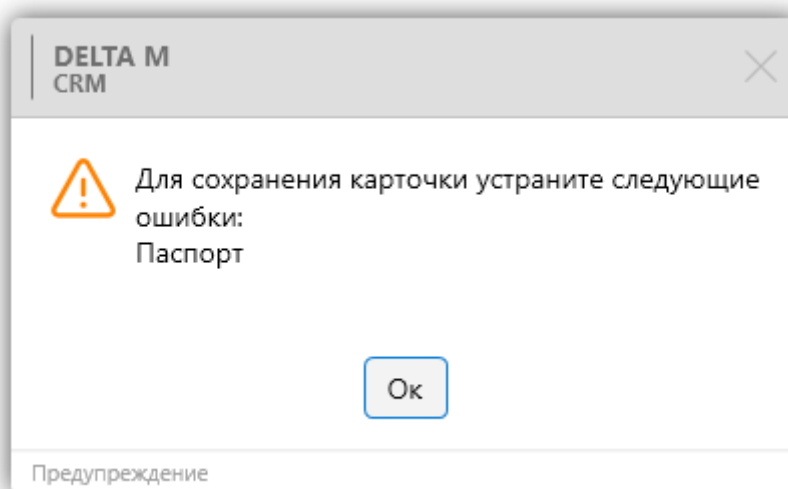 DELTA M
CRM
Для сохранения карточки устраните следующие
ошибки:
Паспорт
Ок
Предупреждение